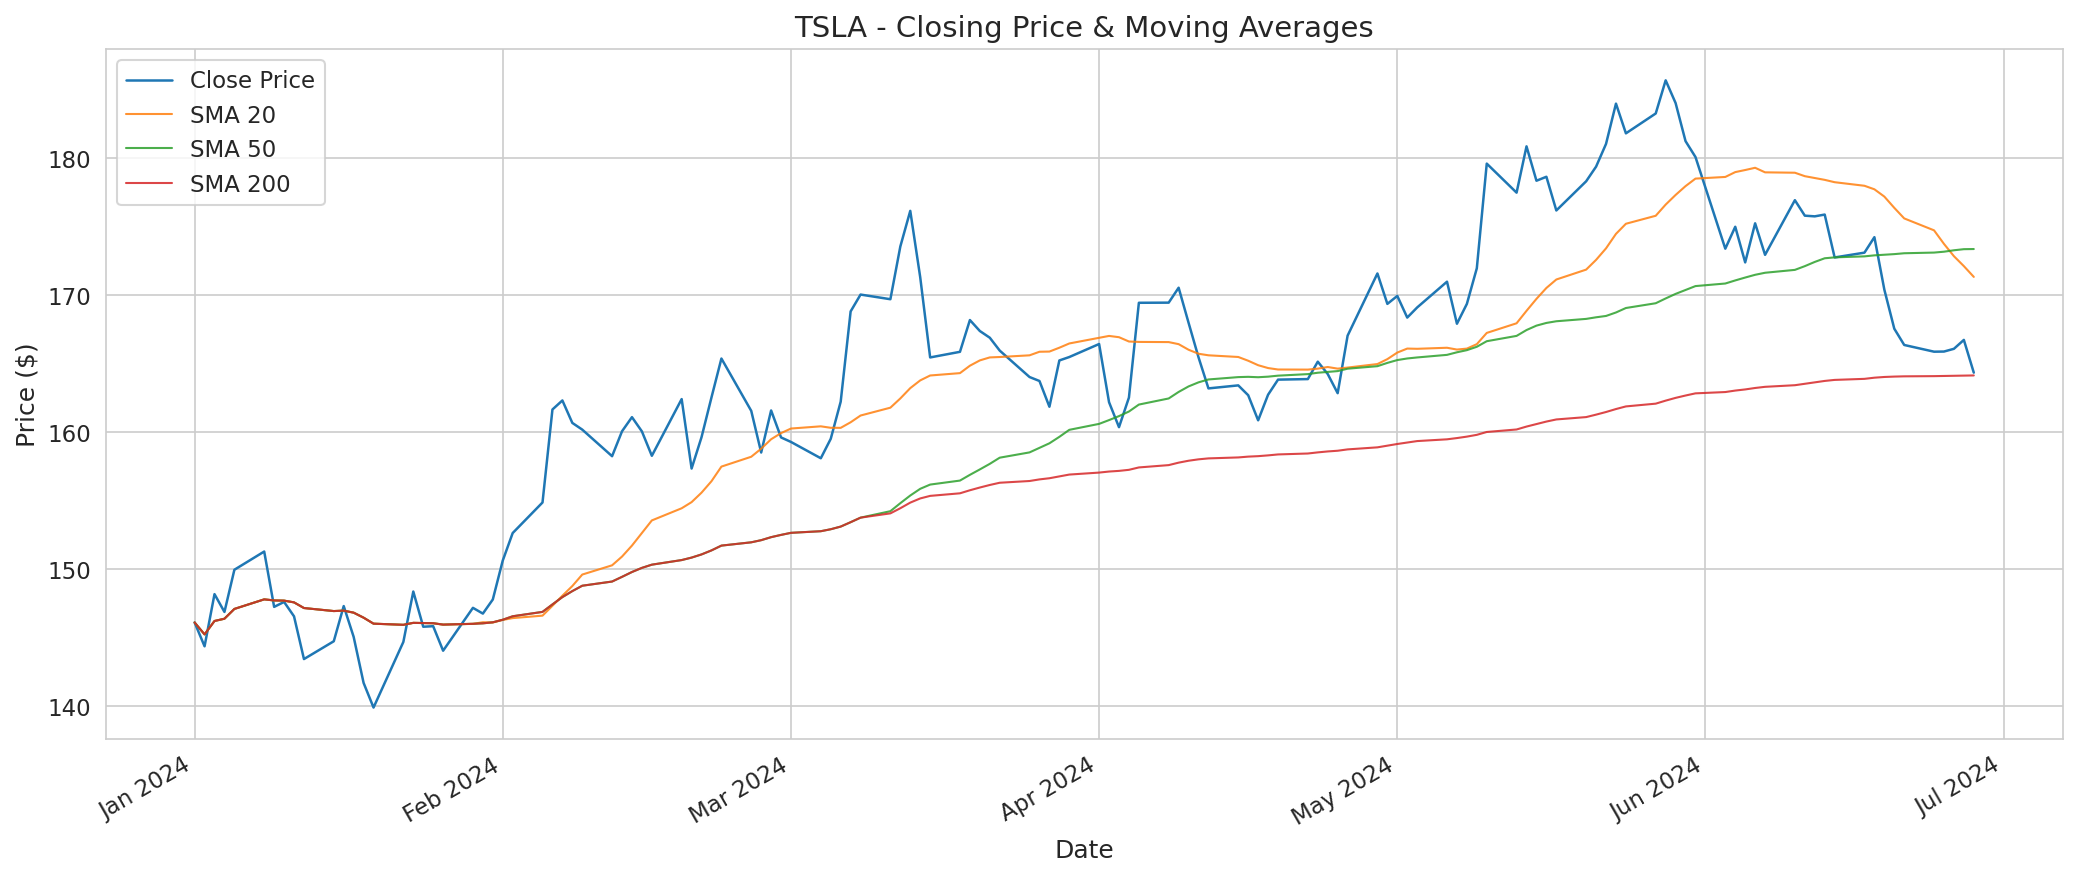 TSLA - Closing Price & Moving Averages
Close Price
SMA 20
SMA 50
SMA 200
Price ($)
180
170
160
150
140
Jan 2024
Feb 2024
Mar 2024
Apr 2024
May 2024
Jun 2024
Jul 2024
Date